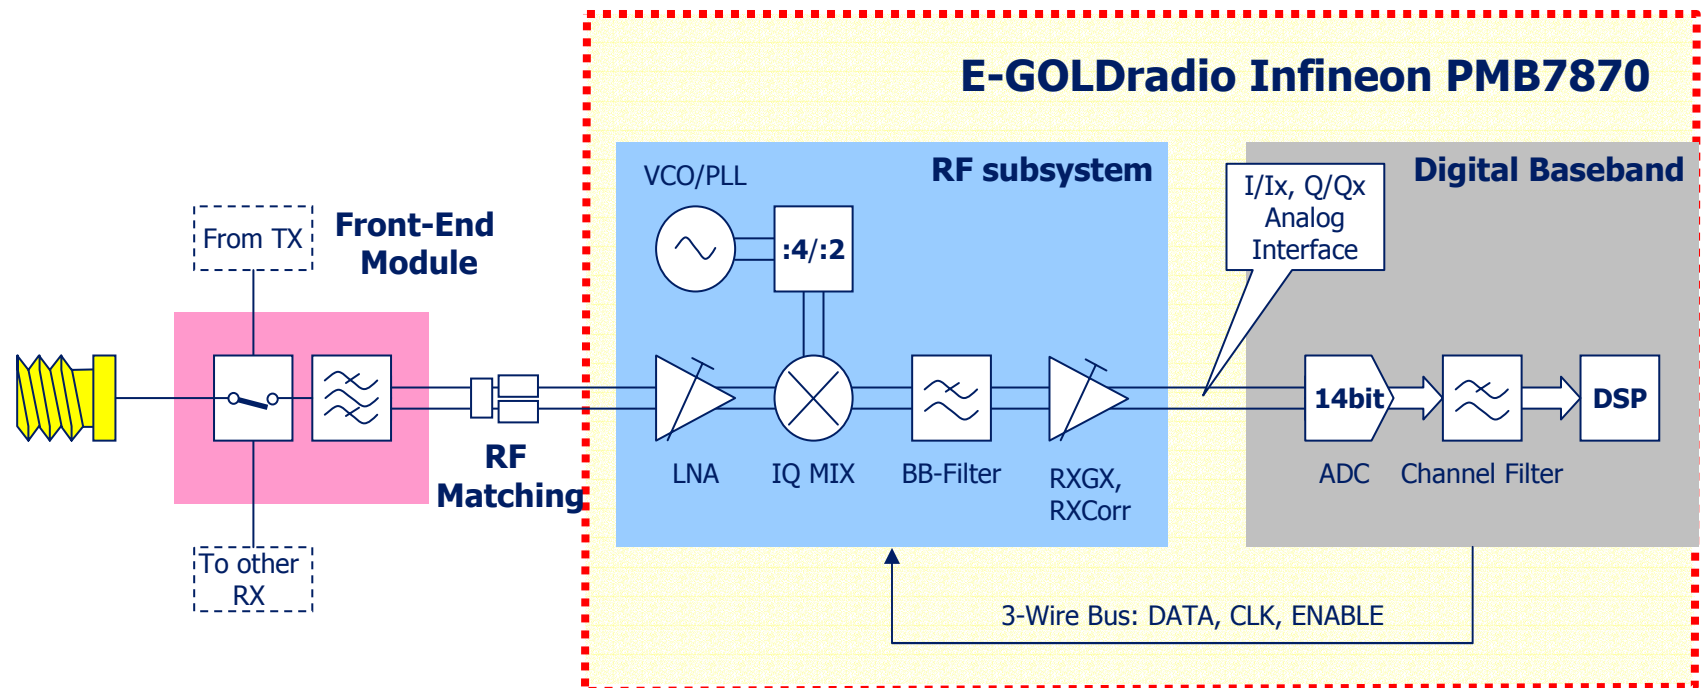 E-GOLDradio Infineon PMB7870
RF subsystem
Digital Baseband
VCO/PLL
:4/:2
I/Ix, Q/Qx
Analog
Interface
From TX
Front-End
Module
14bit
DSP
RF
Matching
LNA
IQ MIX
BB-Filter
RXGX,
RXCorr
ADC
Channel Filter
To other
RX
3-Wire Bus: DATA, CLK, ENABLE